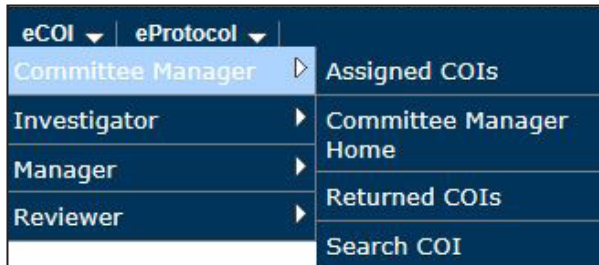 eCOI eProtocol
Committee Manager
Investigator
Manager
Reviewer
Assigned COIs
Committee Manager
Home
Returned COIs
Search COI